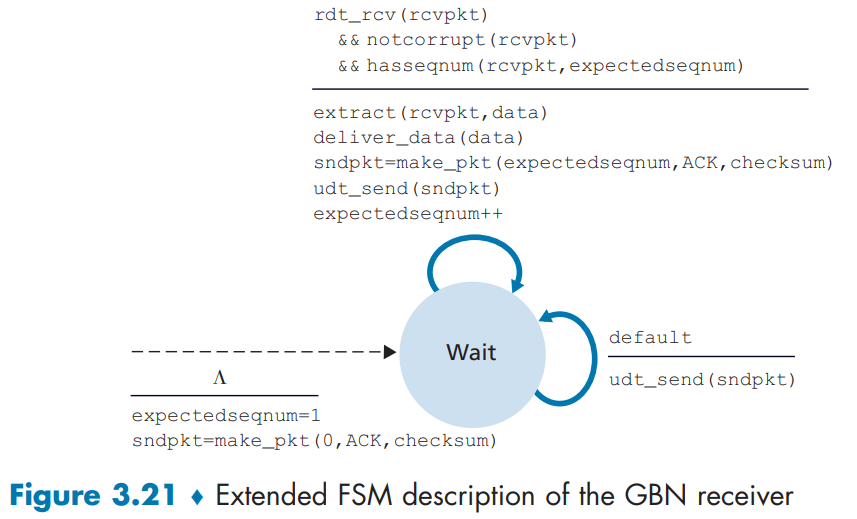 rdt_rcv(rcvpkt)
&& notcorrupt(rcvpkt)
&& hasseqnum(rcvpkt,expectedseqnum)
extract(rcvpkt,data)
deliver_data(data)
sndpkt=make_pkt(expectedseqnum,ACK,checksum)
udt_send(sndpkt)
expectedseqnum++
Wait
default
udt_send(sndpkt)
Λ
expectedseqnum=1
sndpkt=make_pkt(0,ACK,checksum)
Figure 3.21 ♦ Extended FSM description of the GBN receiver